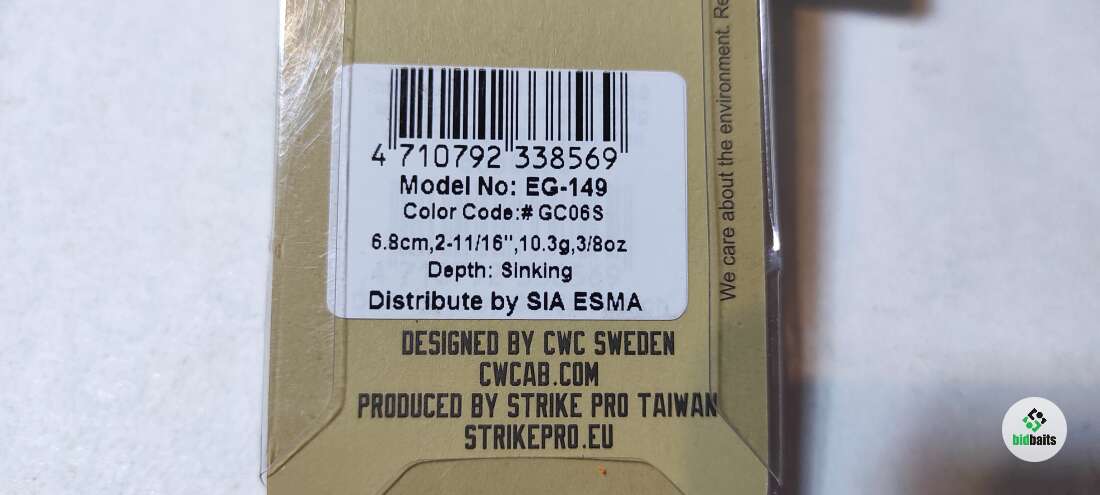 4 710792 338569
Model No: EG-149
Color Code:# GC06S
6.8cm,2-11/16",10.3g,3/8oz
Depth: Sinking
Distribute by SIA ESMA
DESIGNED BY CWC SWEDEN
CWCAB.COM
PRODUCED BY STRIKE PRO TAIWAN
STRIKEPRO.EU
We care about the environment. Re
bidbaits